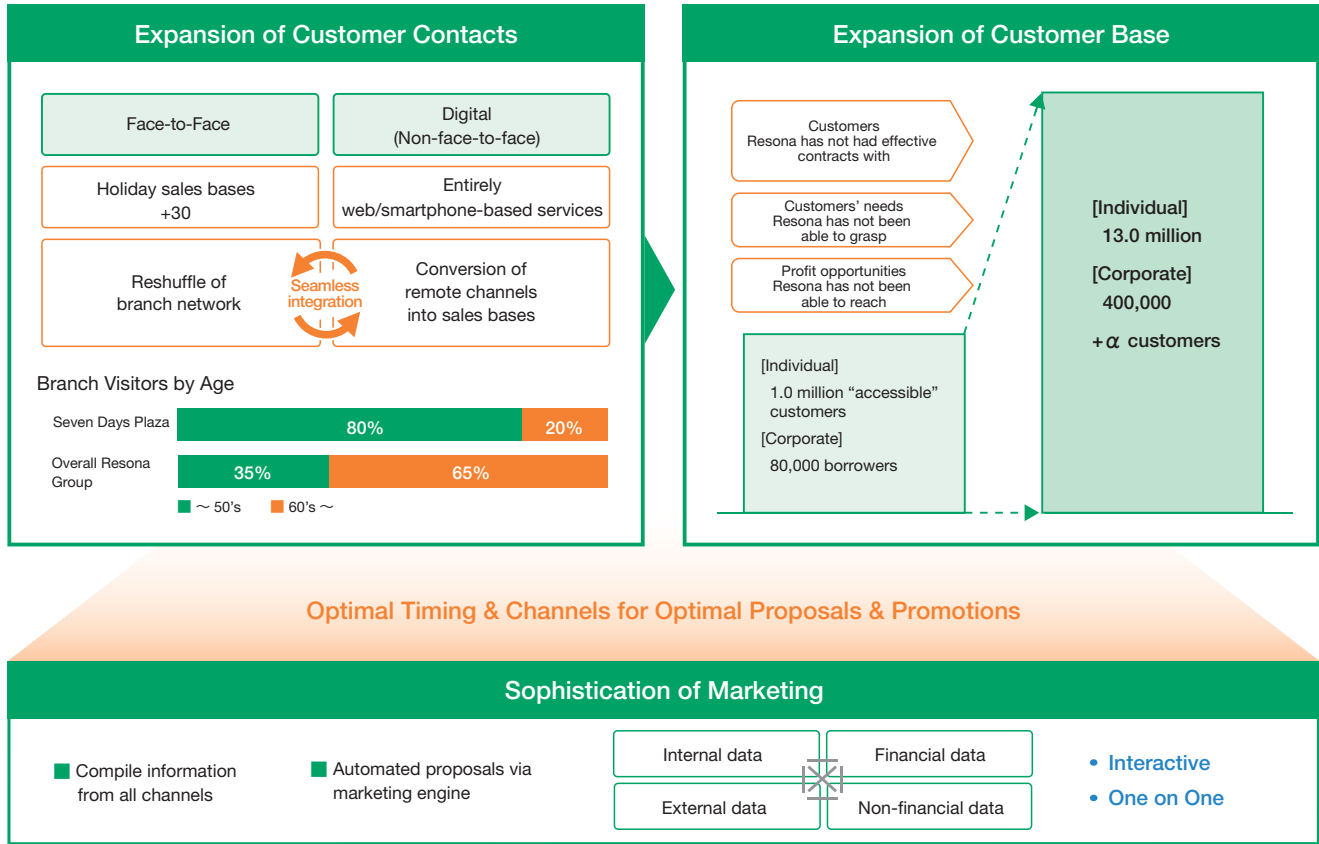 Expansion of Customer Contacts
Face-to-Face
Digital
(Non-face-to-face)
Holiday sales bases
+30
Entirely
web/smartphone-based services
Reshuffle of
branch network
Seamless
integration
Conversion of
remote channels
into sales bases
Branch Visitors by Age
Seven Days Plaza
80%
20%
Overall Resona
Group
35%
65%
～ 50's
60's ～
Expansion of Customer Base
Customers
Resona has not had effective
contracts with
Customers' needs
Resona has not been
able to grasp
Profit opportunities
Resona has not been
able to reach
[Individual]
1.0 million “accessible”
customers
[Corporate]
80,000 borrowers
[Individual]
13.0 million
[Corporate]
400,000
+α customers
Optimal Timing & Channels for Optimal Proposals & Promotions
Sophistication of Marketing
Compile information
from all channels
Automated proposals via
marketing engine
Internal data
Financial data
External data
Non-financial data
• Interactive
• One on One